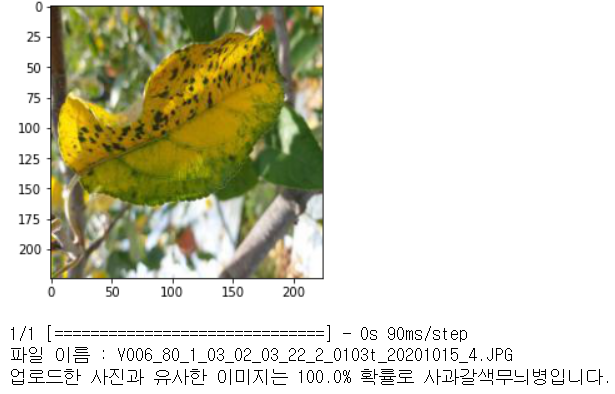 0
25
50
75
100
125
150
175
200
0 50 100 150 200
1/1 [==============================] - 0s 90ms/step
파일 이름 : V006_80_1_03_02_03_22_2_0103t_20201015_4.JPG
업로드한 사진과 유사한 이미지는 100.0% 확률로 사과갈색무늬병입니다.